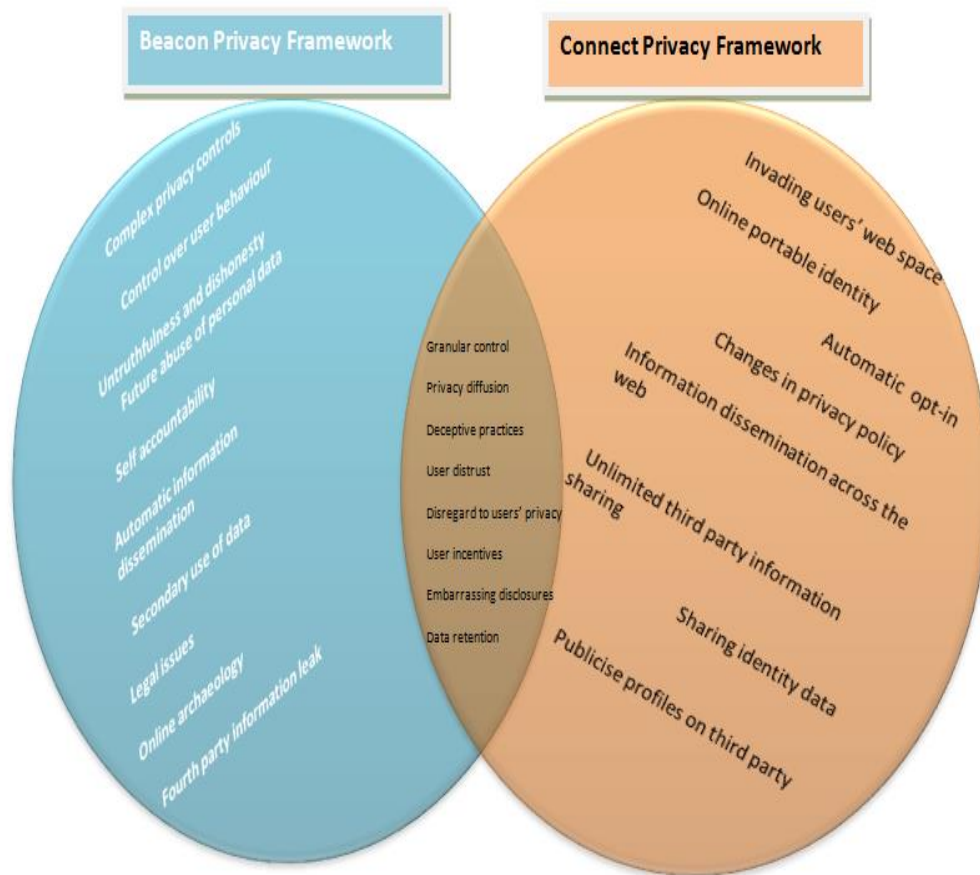 Beacon Privacy Framework
Connect Privacy Framework
Complex privacy controls
Control over user behaviour
Untruthfulness and dishonesty
Future abuse of personal data
Self accountability
Automatic information
dissemination
Secondary use of data
Legal issues
Online archaeology
Fourth party information leak
Granular control
Privacy diffusion
Deceptive practices
User distrust
Disregard to users' privacy
User incentives
Embarrassing disclosures
Data retention
Invading users' web space
Online portable identity
Automatic opt-in
Changes in privacy policy
Information dissemination across the
web
Unlimited third party information
sharing
Sharing identity data
Publicise profiles on third party